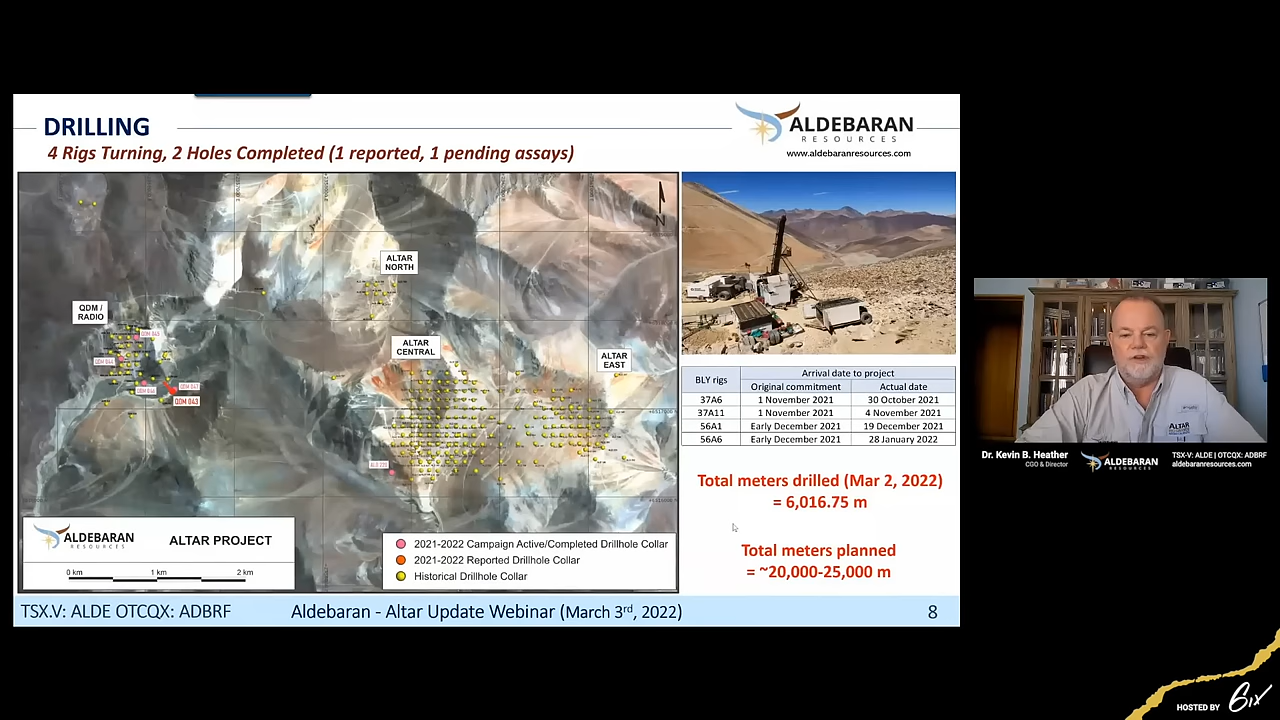 DRILLING
4 Rigs Turning, 2 Holes Completed (1 reported, 1 pending assays)
ALDEBARAN
RESOURCES
www.aldebaranresources.com
N
ALTAR
NORTH
QDM /
RADIO
ALTAR
CENTRAL
ALTAR
EAST
QDM 043
ALDEBARAN
RESOURCES
ALTAR PROJECT
0 km 1 km 2 km
2021-2022 Campaign Active/Completed Drillhole Collar
2021-2022 Reported Drillhole Collar
Historical Drillhole Collar
BLY rigs Arrival date to project
Original commitment Actual date
37A6 1 November 2021 30 October 2021
37A11 1 November 2021 4 November 2021
56A1 Early December 2021 19 December 2021
56A6 Early December 2021 28 January 2022
Total meters drilled (Mar 2, 2022)
= 6,016.75 m
Total meters planned
= ~20,000-25,000 m
TSX.V: ALDE OTCQX: ADBRF Aldebaran - Altar Update Webinar (March 3rd, 2022) 8
ALTAR
Dr. Kevin B. Heather
CGO & Director
ALDEBARAN
RESOURCES
TSX-V: ALDE | OTCQX: ADBRF
aldebaranresources.com
HOSTED BY 6ix